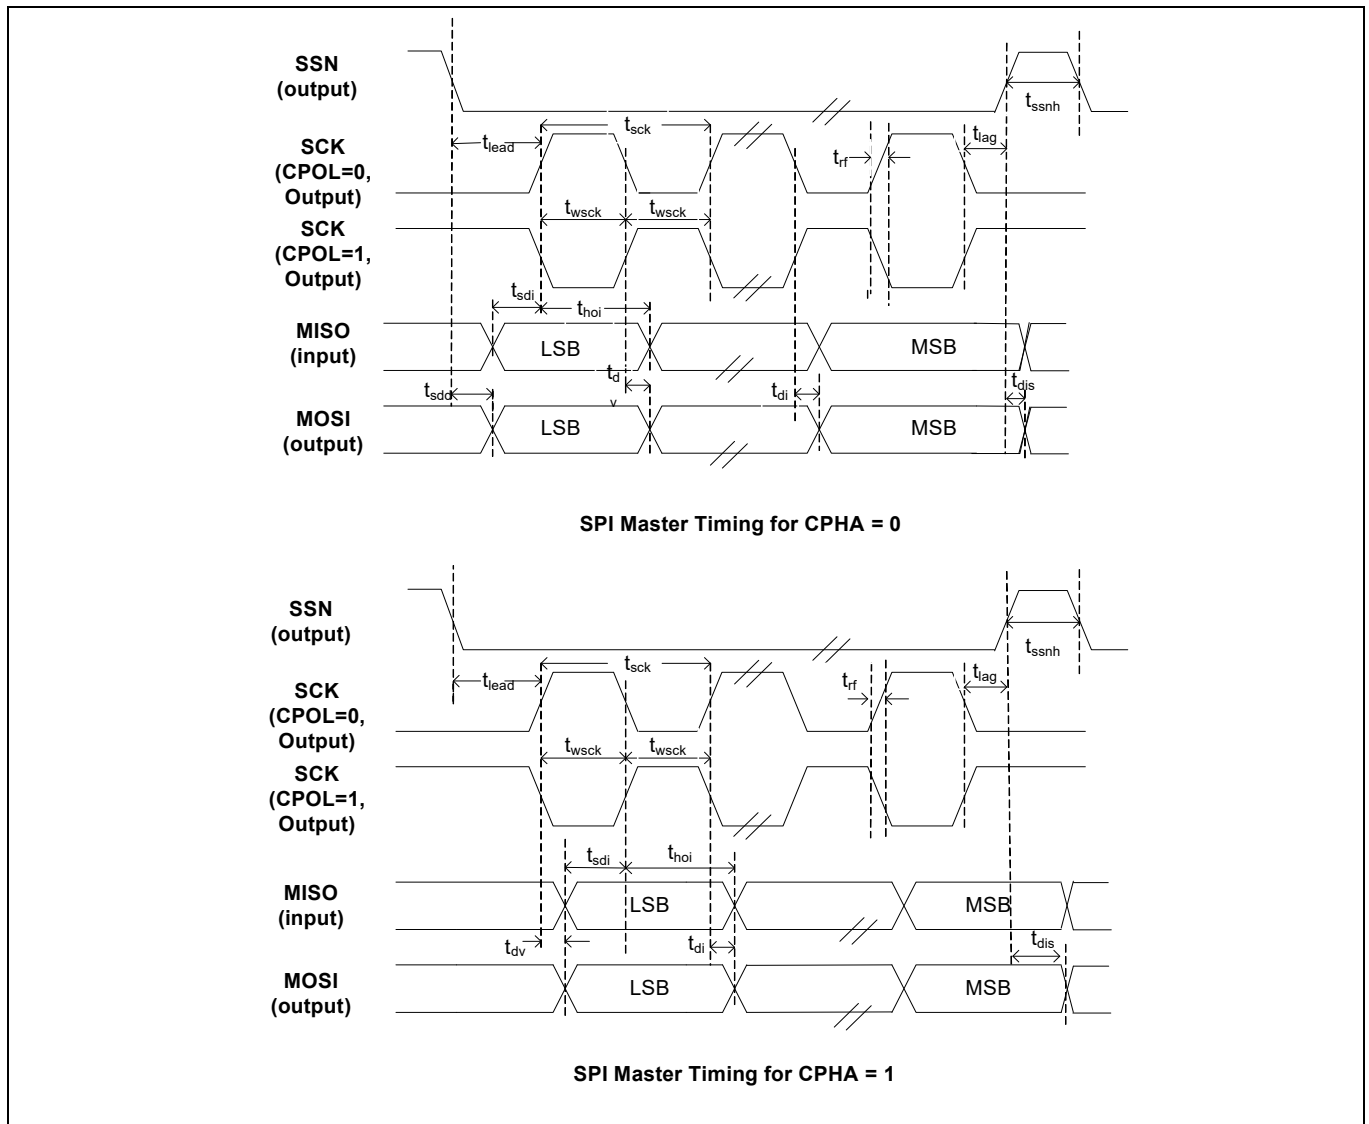 SSN
(output)
t_ssnh
t_sck
t_lead
t_lag
SCK
(CPOL=0,
Output)
t_rf
t_wsck
t_wsck
SCK
(CPOL=1,
Output)
t_sdi
t_hoi
MISO
(input)
LSB
MSB
t_d
v
t_di
t_dis
t_sdd
MOSI
(output)
LSB
MSB
SPI Master Timing for CPHA = 0
SSN
(output)
t_ssnh
t_sck
t_lead
t_rf
t_lag
SCK
(CPOL=0,
Output)
t_wsck
t_wsck
SCK
(CPOL=1,
Output)
t_sdi
t_hoi
MISO
(input)
LSB
MSB
t_dv
t_di
t_dis
MOSI
(output)
LSB
MSB
SPI Master Timing for CPHA = 1